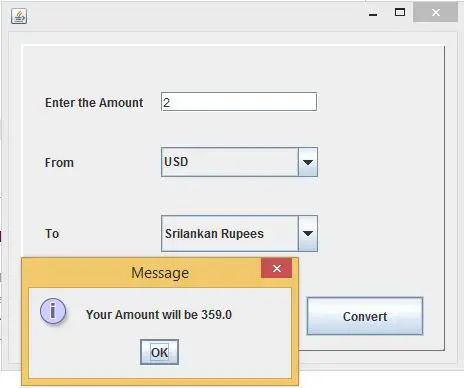 Enter the Amount 2
From USD
To Srilankan Rupees
Message
Your Amount will be 359.0
OK
Convert